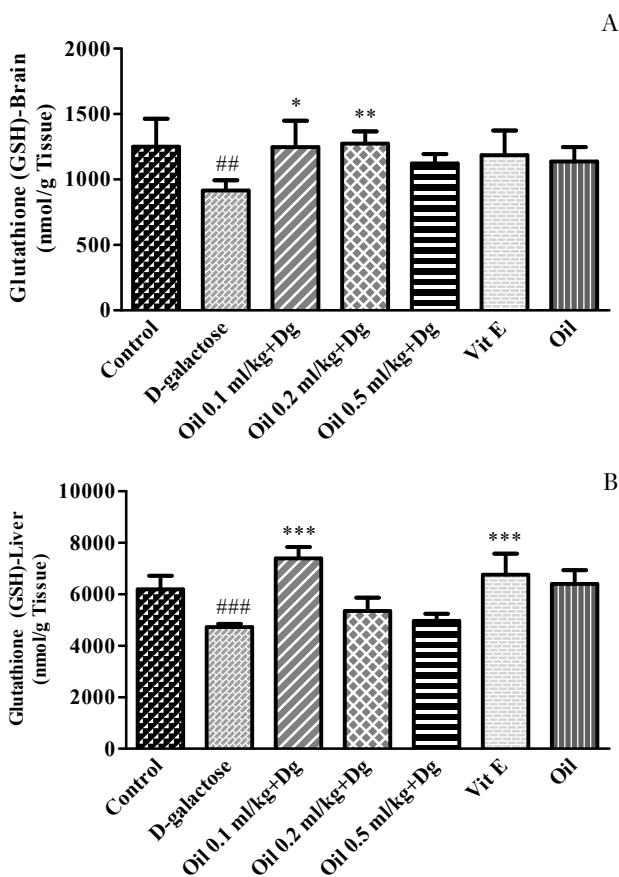 A
Glutathione (GSH)-Brain
(nmol/g Tissue)
2000
1500
1000
500
0
##
*
**
Control
D-galactose
Oil 0.1 ml/kg+Dg
Oil 0.2 ml/kg+Dg
Oil 0.5 ml/kg+Dg
Vit E
Oil
B
Glutathione (GSH)-Liver
(nmol/g Tissue)
10000
8000
6000
4000
2000
0
###
***
***
Control
D-galactose
Oil 0.1 ml/kg+Dg
Oil 0.2 ml/kg+Dg
Oil 0.5 ml/kg+Dg
Vit E
Oil